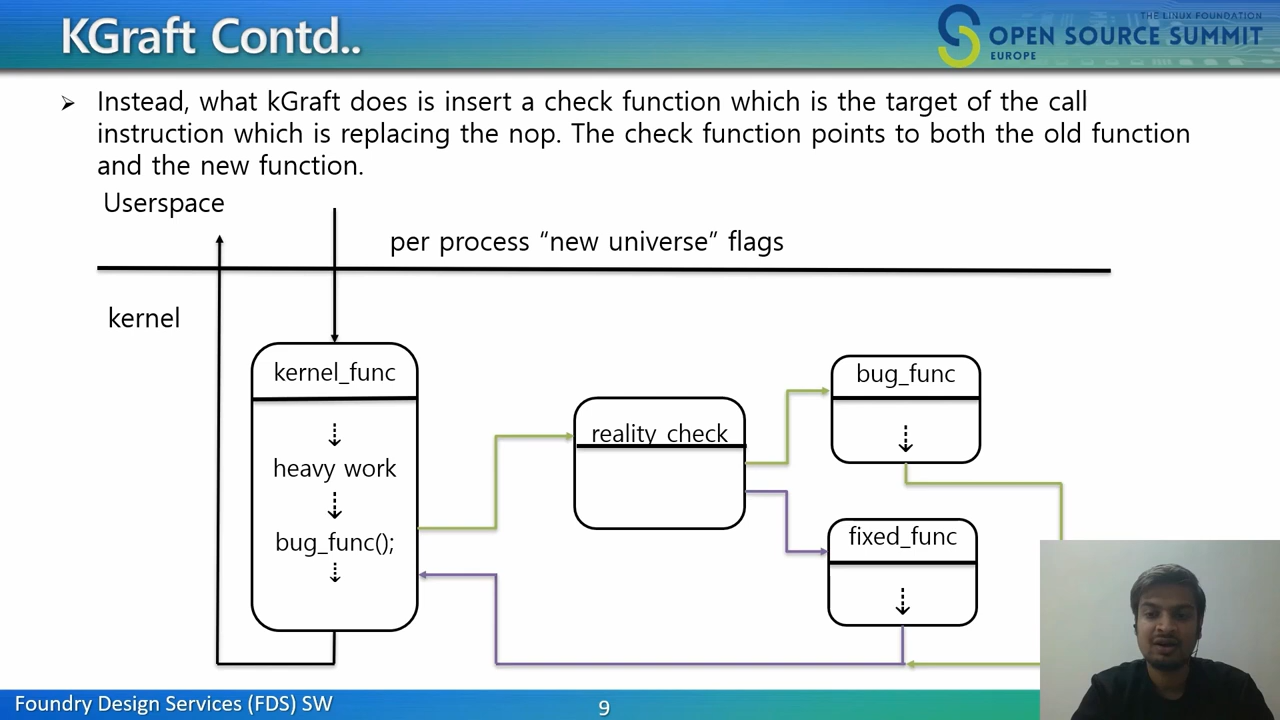 KGraft Contd..
THE LINUX FOUNDATION
OPEN SOURCE SUMMIT
EUROPE
Instead, what kGraft does is insert a check function which is the target of the call
instruction which is replacing the nop. The check function points to both the old function
and the new function.
Userspace
per process “new universe” flags
kernel
kernel_func
heavy work
bug_func();
reality check
bug_func
fixed_func
Foundry Design Services (FDS) SW
9